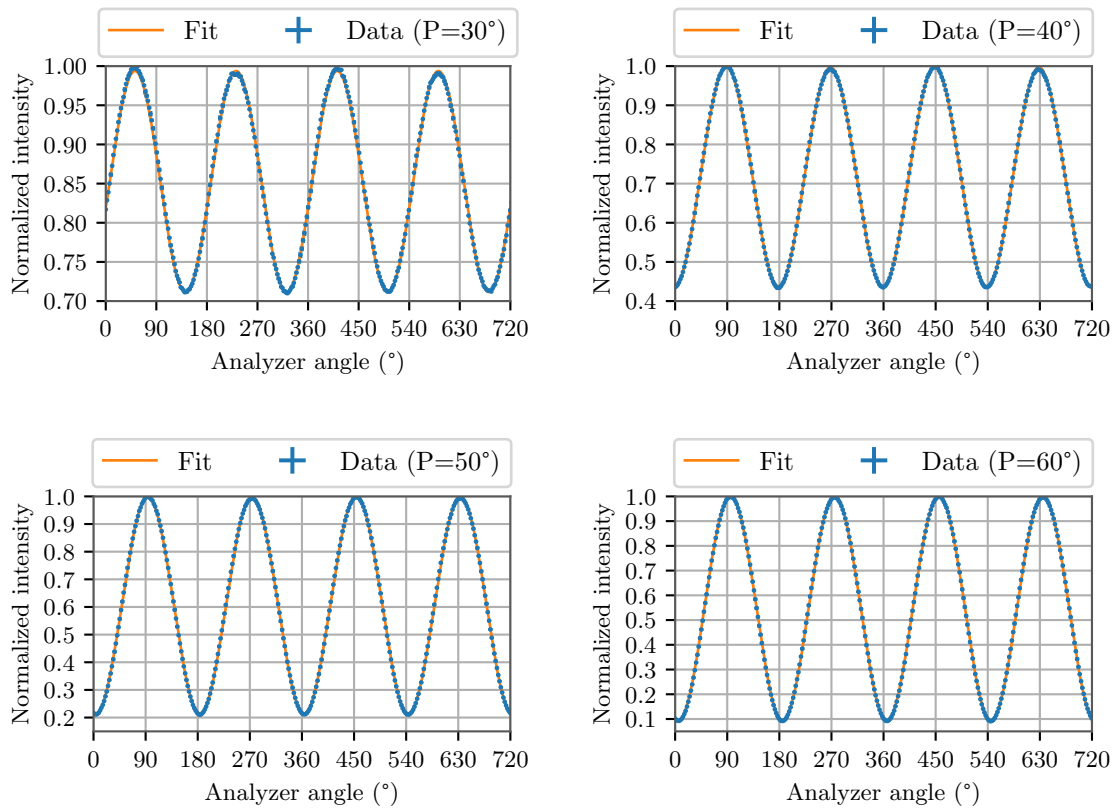 Fit Data (P=30°)
Normalized intensity
1.00
0.95
0.90
0.85
0.80
0.75
0.70
0 90 180 270 360 450 540 630 720
Analyzer angle (°)
Fit Data (P=40°)
Normalized intensity
1.0
0.9
0.8
0.7
0.6
0.5
0.4
0 90 180 270 360 450 540 630 720
Analyzer angle (°)
Fit Data (P=50°)
Normalized intensity
1.0
0.9
0.8
0.7
0.6
0.5
0.4
0.3
0.2
0 90 180 270 360 450 540 630 720
Analyzer angle (°)
Fit Data (P=60°)
Normalized intensity
1.0
0.9
0.8
0.7
0.6
0.5
0.4
0.3
0.2
0.1
0 90 180 270 360 450 540 630 720
Analyzer angle (°)